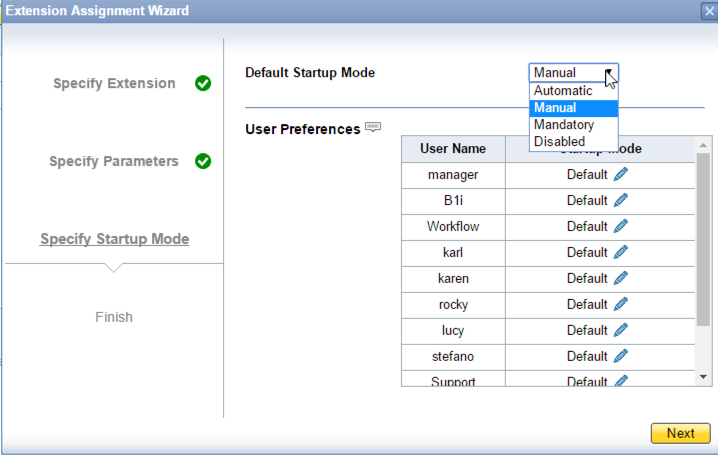 Extension Assignment Wizard
Specify Extension
Specify Parameters
Specify Startup Mode
Finish
Default Startup Mode
Manual
Automatic
Manual
Mandatory
Disabled
User Preferences
User Name
manager Default
B1i Default
Workflow Default
karl Default
karen Default
rocky Default
lucy Default
stefano Default
Support Default
Next